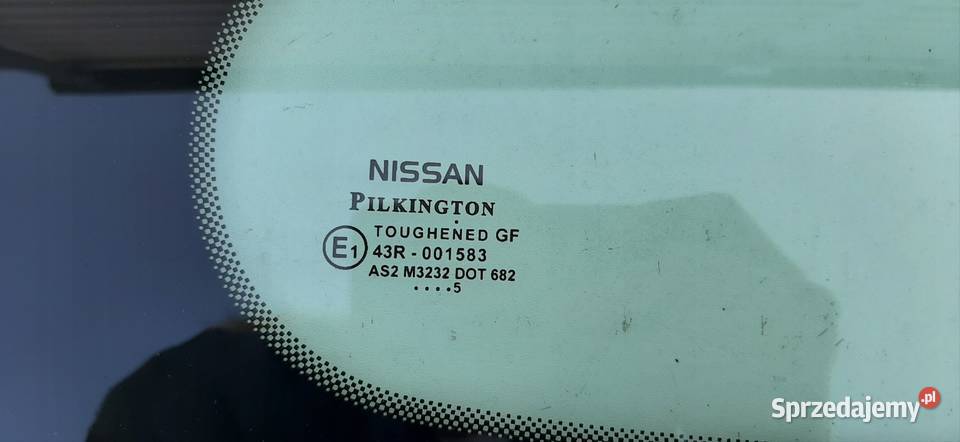 NISSAN
PILKINGTON
TOUGHENED GF
E1 43R - 001583
AS2 M3232 DOT 682
. . . . 5
Sprzedajemy.pl